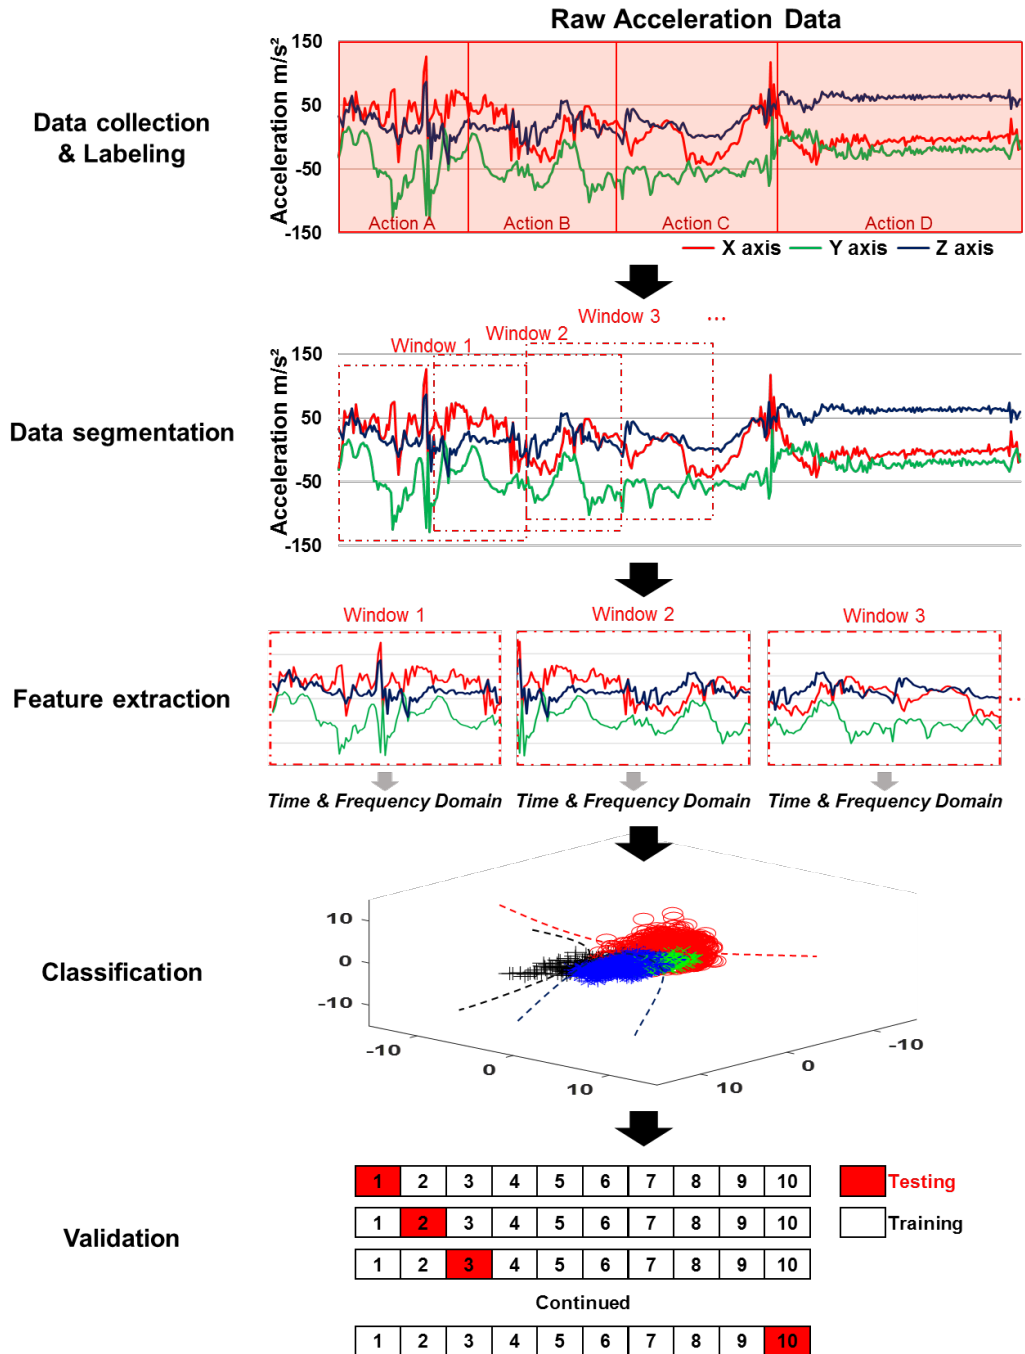 Raw Acceleration Data
Data collection
& Labeling
Acceleration m/s²
150
50
-50
-150
Action A
Action B
Action C
Action D
X axis
Y axis
Z axis
Data segmentation
Window 1
Window 2
Window 3
...
Acceleration m/s²
150
50
-50
-150
Feature extraction
Window 1
Window 2
Window 3
...
Time & Frequency Domain
Time & Frequency Domain
Time & Frequency Domain
Classification
10
0
-10
-10
0
10
10
0
-10
Validation
1 2 3 4 5 6 7 8 9 10
1 2 3 4 5 6 7 8 9 10
1 2 3 4 5 6 7 8 9 10
Continued
1 2 3 4 5 6 7 8 9 10
Testing
Training